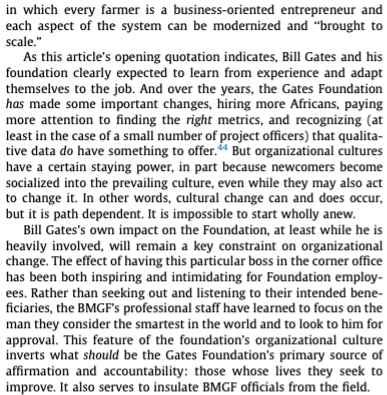 in which every farmer is a business-oriented entrepreneur and
each aspect of the system can be modernized and “brought to
scale.”
As this article’s opening quotation indicates, Bill Gates and his
foundation clearly expected to learn from experience and adapt
themselves to the job. And over the years, the Gates Foundation
has made some important changes, hiring more Africans, paying
more attention to finding the right metrics, and recognizing (at
least in the case of a small number of project officers) that qualita-
tive data do have something to offer.44 But organizational cultures
have a certain staying power, in part because newcomers become
socialized into the prevailing culture, even while they may also act
to change it. In other words, cultural change can and does occur,
but it is path dependent. It is impossible to start wholly anew.
Bill Gates’s own impact on the Foundation, at least while he is
heavily involved, will remain a key constraint on organizational
change. The effect of having this particular boss in the corner office
has been both inspiring and intimidating for Foundation employ-
ees. Rather than seeking out and listening to their intended bene-
ficiaries, the BMGF’s professional staff have learned to focus on the
man they consider the smartest in the world and to look to him for
approval. This feature of the foundation’s organizational culture
inverts what should be the Gates Foundation’s primary source of
affirmation and accountability: those whose lives they seek to
improve. It also serves to insulate BMGF officials from the field.